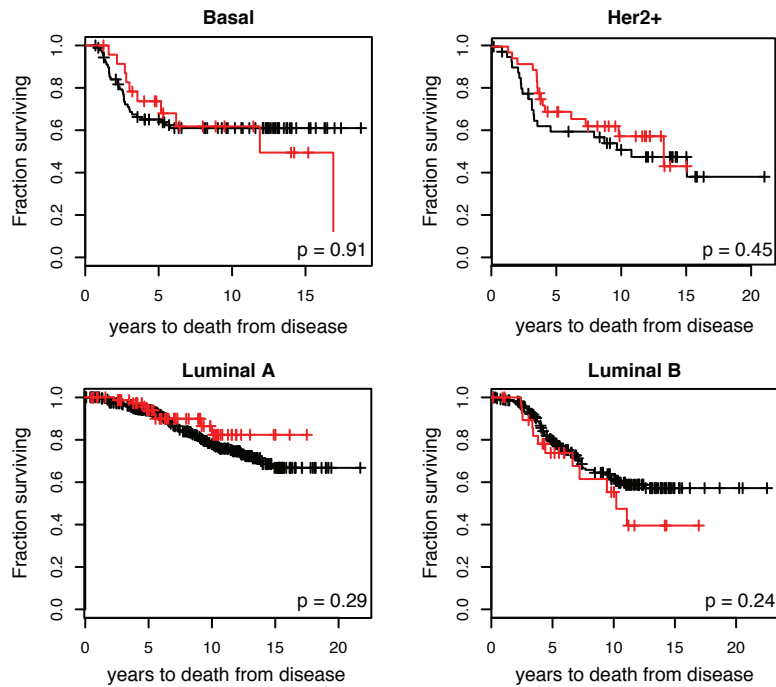 Basal
Fraction surviving
1.0
0.8
0.6
0.4
0.2
0.0
p = 0.91
0 5 10 15
years to death from disease
Her2+
Fraction surviving
1.0
0.8
0.6
0.4
0.2
0.0
p = 0.45
0 5 10 15 20
years to death from disease
Luminal A
Fraction surviving
1.0
0.8
0.6
0.4
0.2
0.0
p = 0.29
0 5 10 15 20
years to death from disease
Luminal B
Fraction surviving
1.0
0.8
0.6
0.4
0.2
0.0
p = 0.24
0 5 10 15 20
years to death from disease